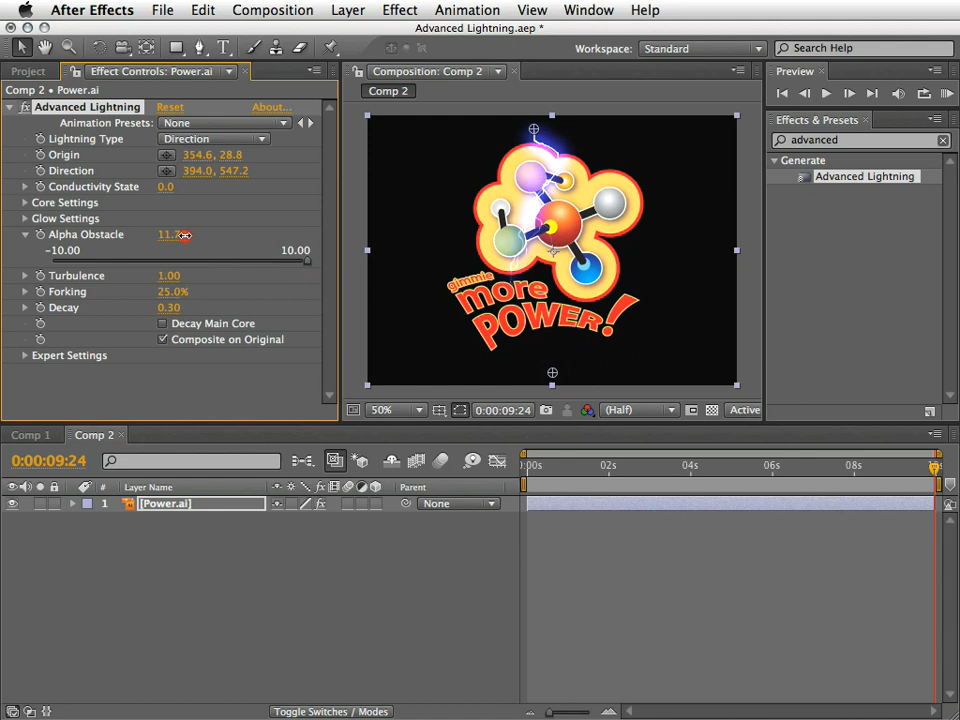 After Effects File Edit Composition Layer Effect Animation View Window Help
Advanced Lightning.aep *
Workspace: Standard Search Help
Project Effect Controls: Power.ai Composition: Comp 2 Preview
Comp 2 • Power.ai
Comp 2
Advanced Lightning Reset About...
Animation Presets: None
Effects & Presets
Lightning Type Direction
advanced
Origin 354.6, 28.8
Generate
Direction 394.0, 547.2
Advanced Lightning
Conductivity State 0.0
Core Settings
Glow Settings
Alpha Obstacle
-10.00 10.00
Turbulence 1.00
Forking 25.0%
Decay 0.30
Decay Main Core
Composite on Original
Expert Settings
gimmie
more
POWER!
50% 0:00:09:24 (Half) Active
Comp 1 Comp 2
0:00:09:24
:00s 02s 04s 06s 08s
# Layer Name Parent
1 [Power.ai] None
Toggle Switches / Modes